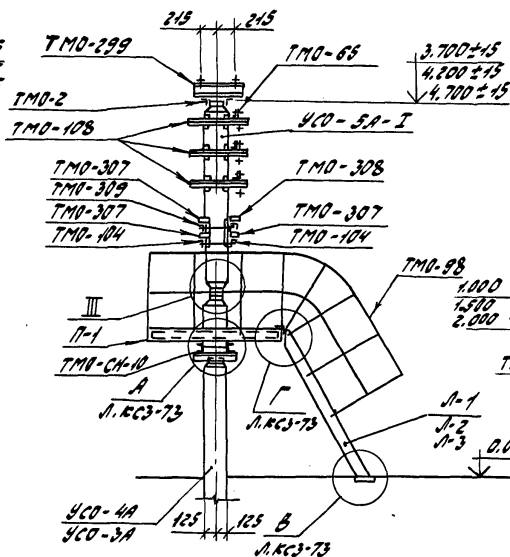 215 215
ТМО-299
ТМО-65
3.700±15
4.200±15
4.700±15
ТМО-2
ТМО-108
УСО-5А-I
ТМО-307
ТМО-308
ТМО-309
ТМО-307
ТМО-307
ТМО-104
ТМО-104
ТМО-98
III
1.000
1.500
2.000
П-1
ТМО-СН-10
А
Л.КС3-73
Г
Л.КС3-73
Л-1
Л-2
Л-3
0.0
УСО-4А
УСО-3А
125 125
В
Л.КС3-73